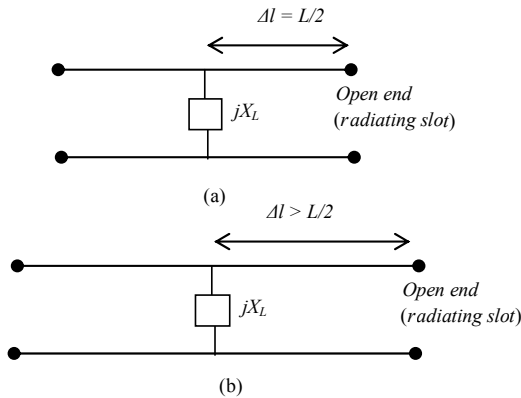 Δl = L/2
jX_L
Open end
(radiating slot)
(a)
Δl > L/2
jX_L
Open end
(radiating slot)
(b)